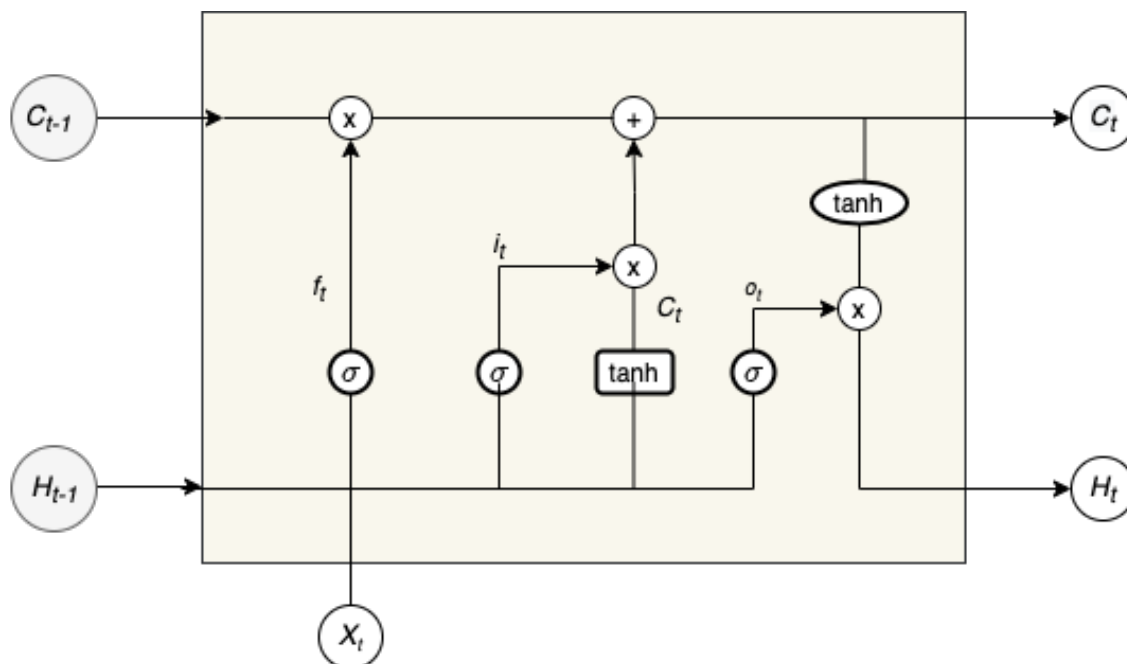 C_{t-1}
x
+
C_t
tanh
i_t
x
f_t
C_t
o_t
x
σ
σ
tanh
σ
H_{t-1}
H_t
X_t